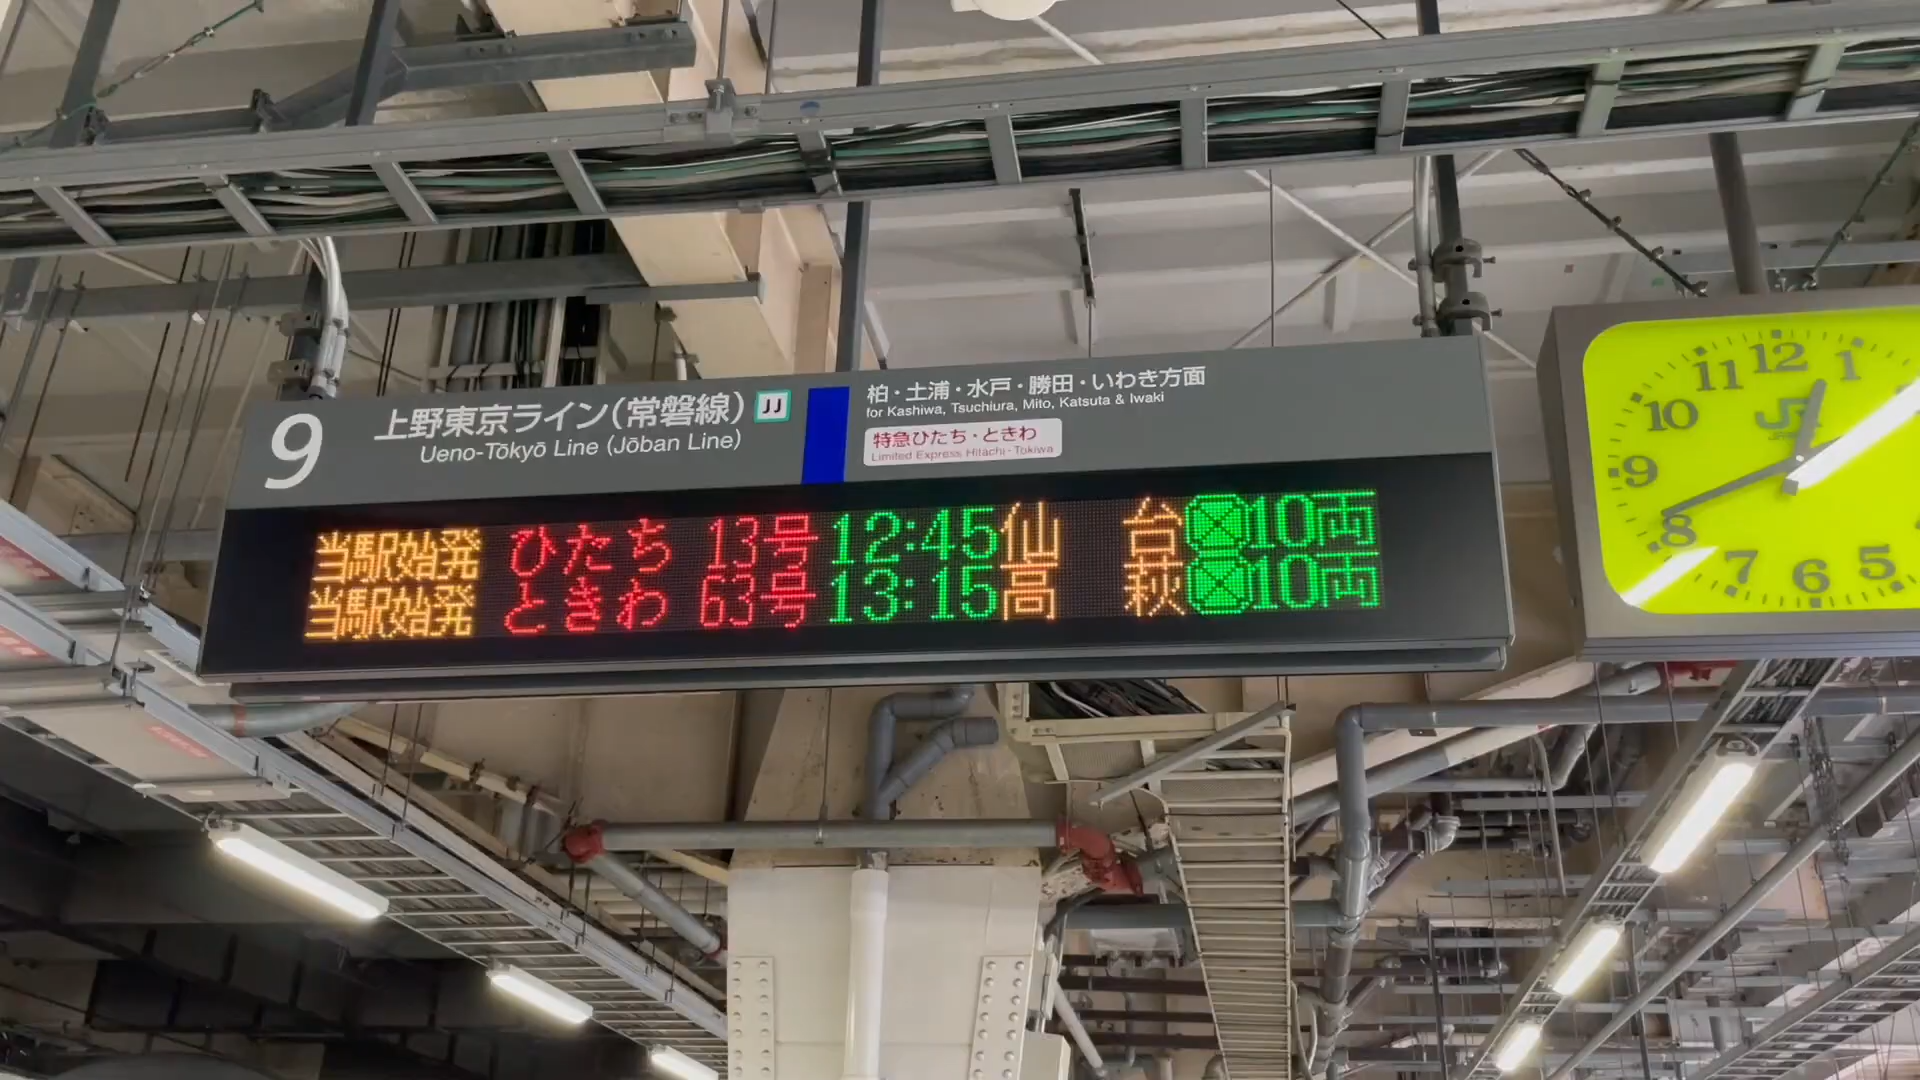 9
上野東京ライン(常磐線) JJ
Ueno-Tōkyō Line (Jōban Line)
柏・土浦・水戸・勝田・いわき方面
for Kashiwa, Tsuchiura, Mito, Katsuta & Iwaki
特急ひたち・ときわ
Limited Express Hitachi・Tokiwa
当駅始発 ひたち 13号 12:45 仙台 10両
当駅始発 ときわ 63号 13:15 高萩 10両
11 12 1
10
9
8
7 6 5
JR